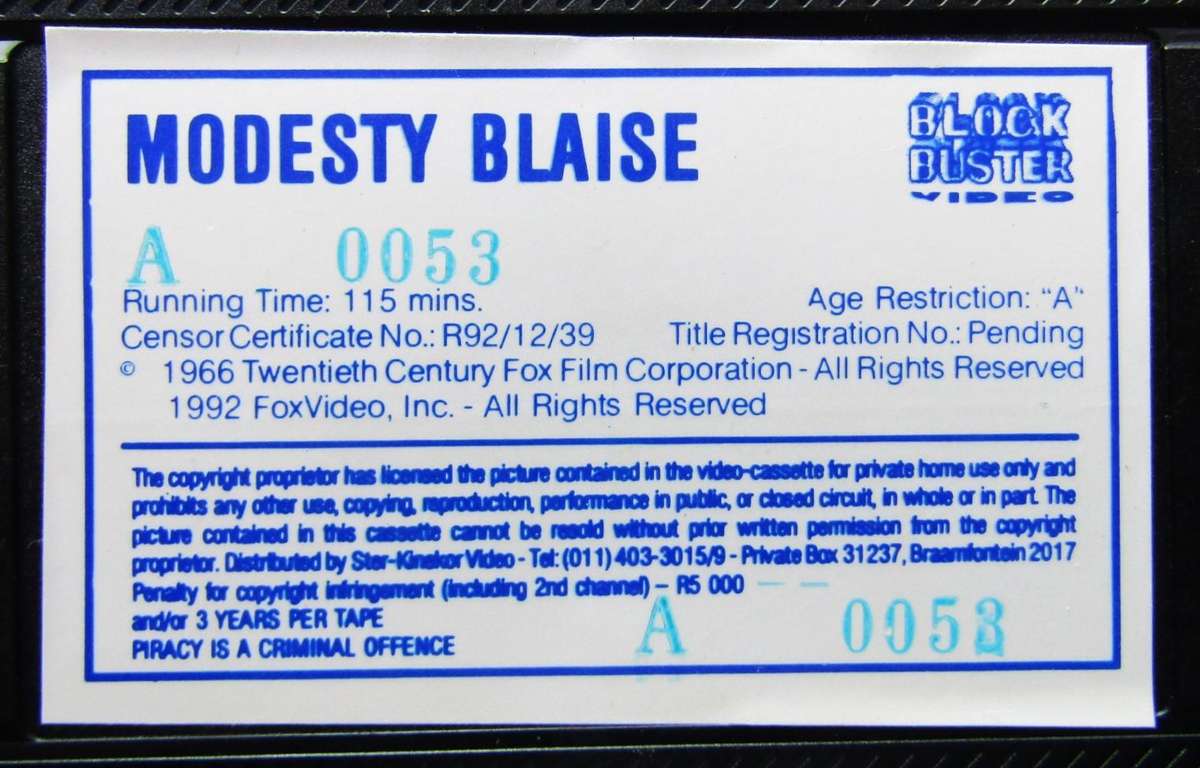 MODESTY BLAISE
BLOCK
BUSTER
VIDEO
A 0053
Running Time: 115 mins. Age Restriction: "A"
Censor Certificate No.: R92/12/39 Title Registration No.: Pending
© 1966 Twentieth Century Fox Film Corporation - All Rights Reserved
1992 FoxVideo, Inc. - All Rights Reserved
The copyright proprietor has licensed the picture contained in the video-cassette for private home use only and
prohibits any other use, copying, reproduction, performance in public, or closed circuit, in whole or in part. The
picture contained in this cassette cannot be resold without prior written permission from the copyright
proprietor. Distributed by Ster-Kinekor Video - Tel: (011) 403-3015/9 - Private Box 31237, Braamfontein 2017
Penalty for copyright infringement (including 2nd channel) – R5 000
and/or 3 YEARS PER TAPE
A 0053
PIRACY IS A CRIMINAL OFFENCE